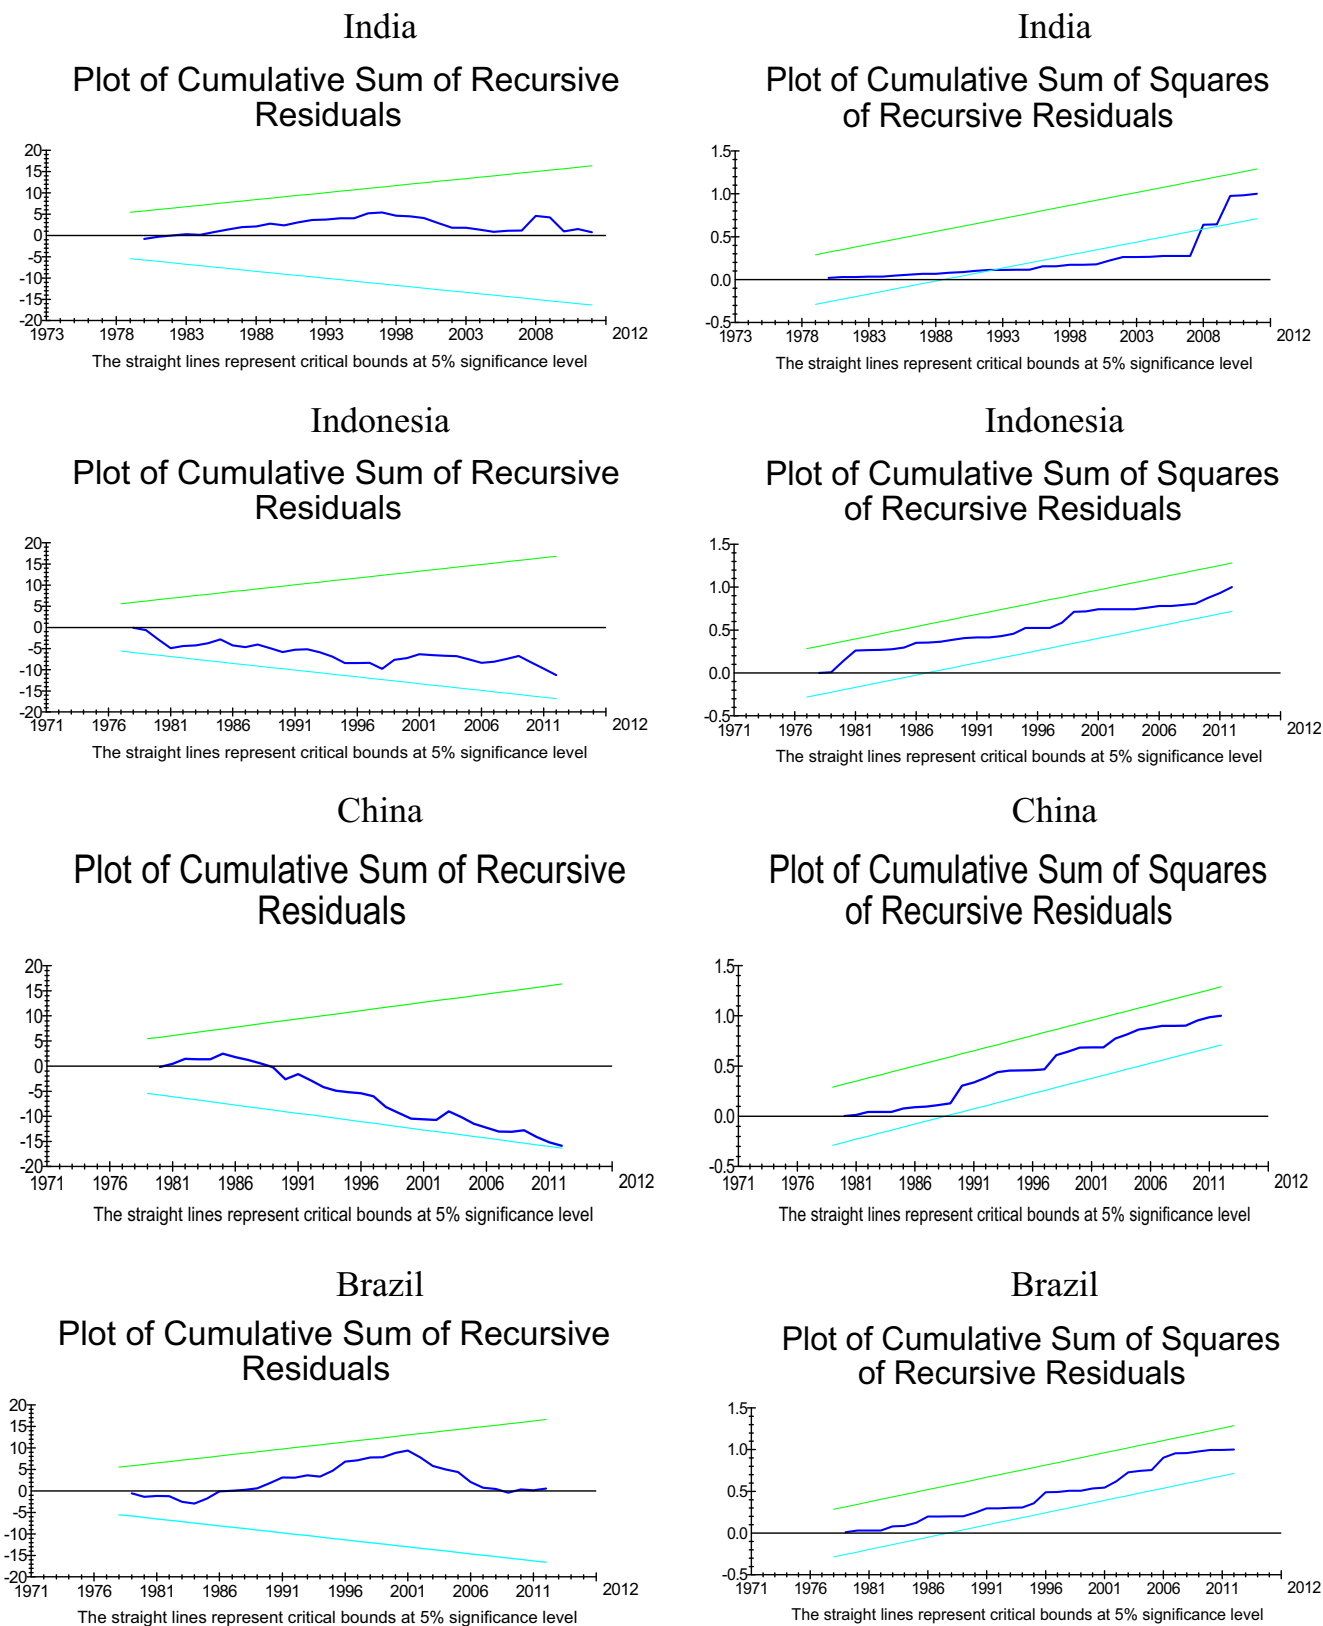 India
Plot of Cumulative Sum of Recursive
Residuals
20
15
10
5
0
-5
-10
-15
-20
1973 1978 1983 1988 1993 1998 2003 2008 2012
The straight lines represent critical bounds at 5% significance level
India
Plot of Cumulative Sum of Squares
of Recursive Residuals
1.5
1.0
0.5
0.0
-0.5
1973 1978 1983 1988 1993 1998 2003 2008 2012
The straight lines represent critical bounds at 5% significance level
Indonesia
Plot of Cumulative Sum of Recursive
Residuals
20
15
10
5
0
-5
-10
-15
-20
1971 1976 1981 1986 1991 1996 2001 2006 2011 2012
The straight lines represent critical bounds at 5% significance level
Indonesia
Plot of Cumulative Sum of Squares
of Recursive Residuals
1.5
1.0
0.5
0.0
-0.5
1971 1976 1981 1986 1991 1996 2001 2006 2011 2012
The straight lines represent critical bounds at 5% significance level
China
Plot of Cumulative Sum of Recursive
Residuals
20
15
10
5
0
-5
-10
-15
-20
1971 1976 1981 1986 1991 1996 2001 2006 2011 2012
The straight lines represent critical bounds at 5% significance level
China
Plot of Cumulative Sum of Squares
of Recursive Residuals
1.5
1.0
0.5
0.0
-0.5
1971 1976 1981 1986 1991 1996 2001 2006 2011 2012
The straight lines represent critical bounds at 5% significance level
Brazil
Plot of Cumulative Sum of Recursive
Residuals
20
15
10
5
0
-5
-10
-15
-20
1971 1976 1981 1986 1991 1996 2001 2006 2011 2012
The straight lines represent critical bounds at 5% significance level
Brazil
Plot of Cumulative Sum of Squares
of Recursive Residuals
1.5
1.0
0.5
0.0
-0.5
1971 1976 1981 1986 1991 1996 2001 2006 2011 2012
The straight lines represent critical bounds at 5% significance level